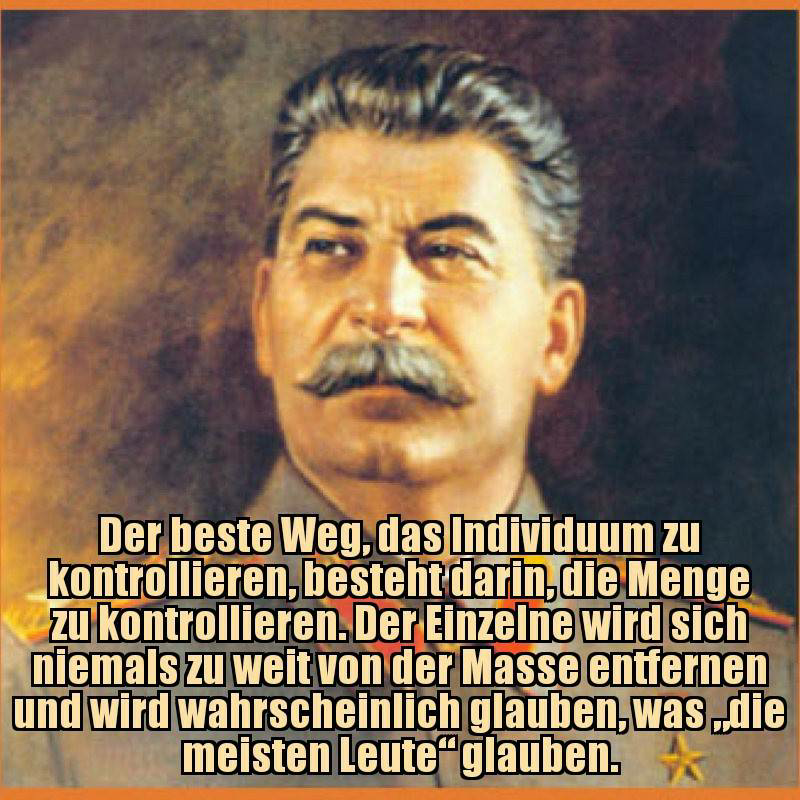 Der beste Weg, das Individuum zu
kontrollieren, besteht darin, die Menge
zu kontrollieren. Der Einzelne wird sich
niemals zu weit von der Masse entfernen
und wird wahrscheinlich glauben, was „die
meisten Leute“ glauben.